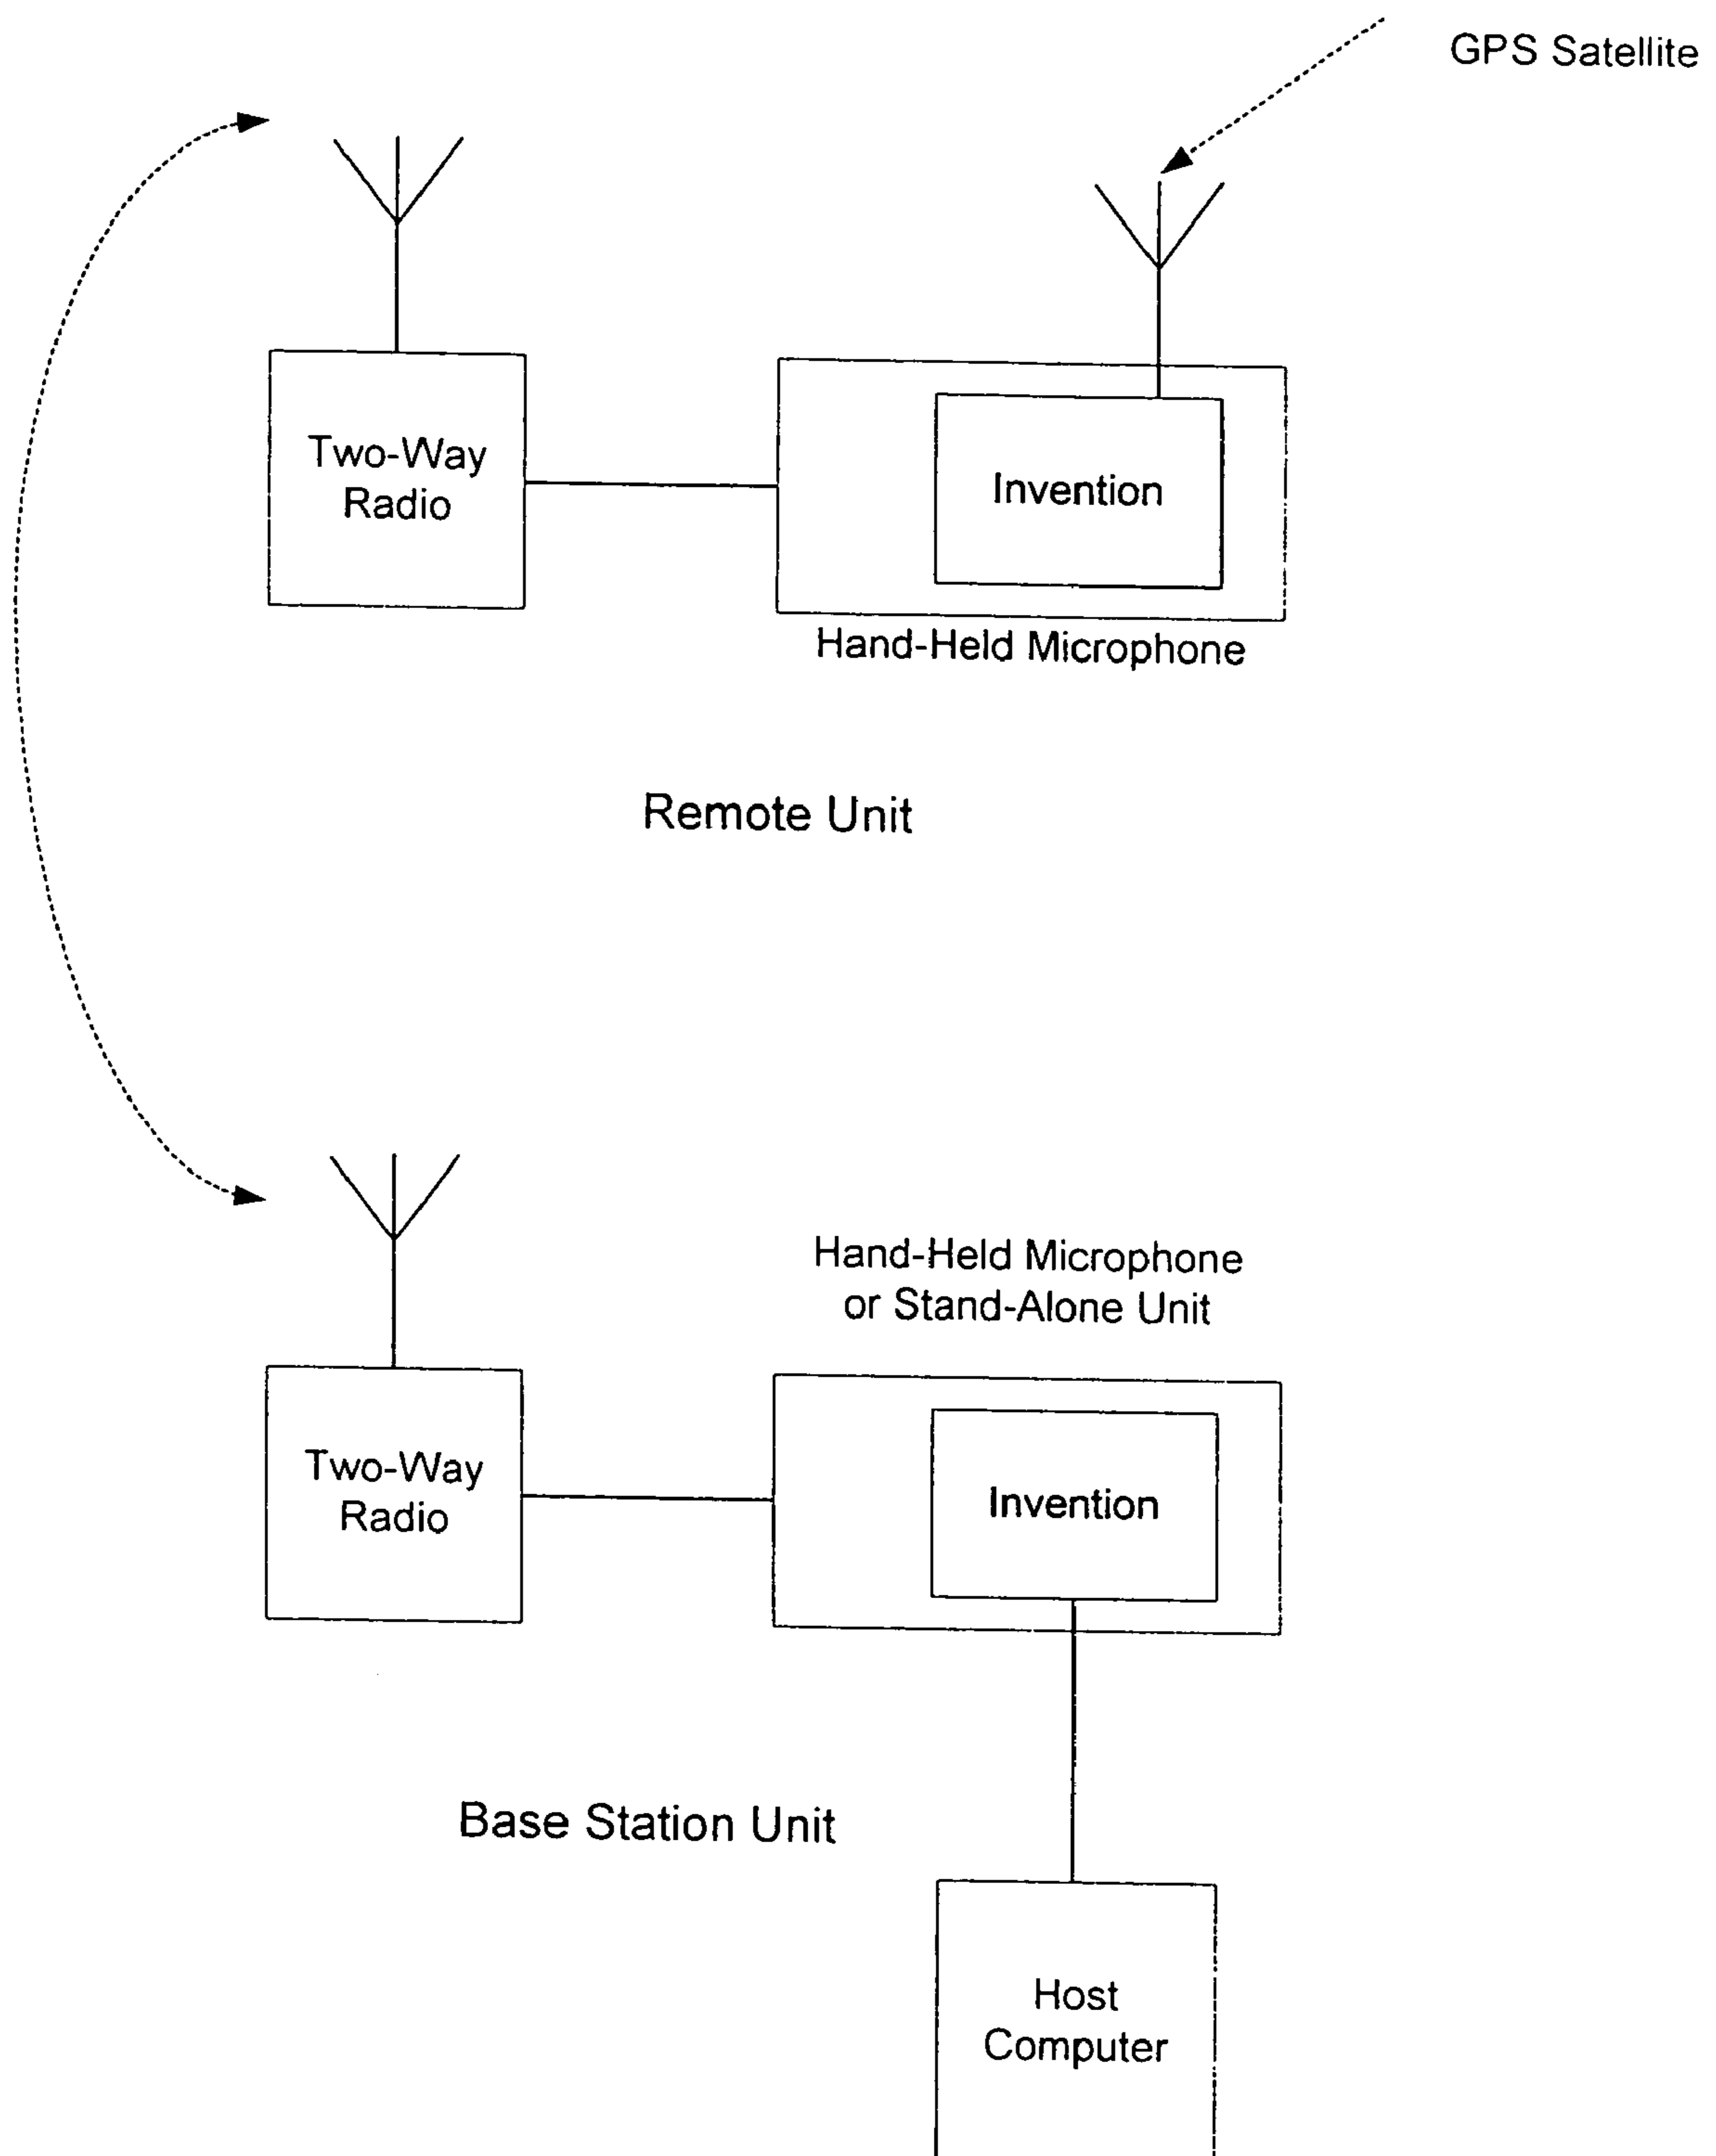 GPS Satellite
Two-Way
Radio
Invention
Hand-Held Microphone
Remote Unit
Hand-Held Microphone
or Stand-Alone Unit
Two-Way
Radio
Invention
Base Station Unit
Host
Computer